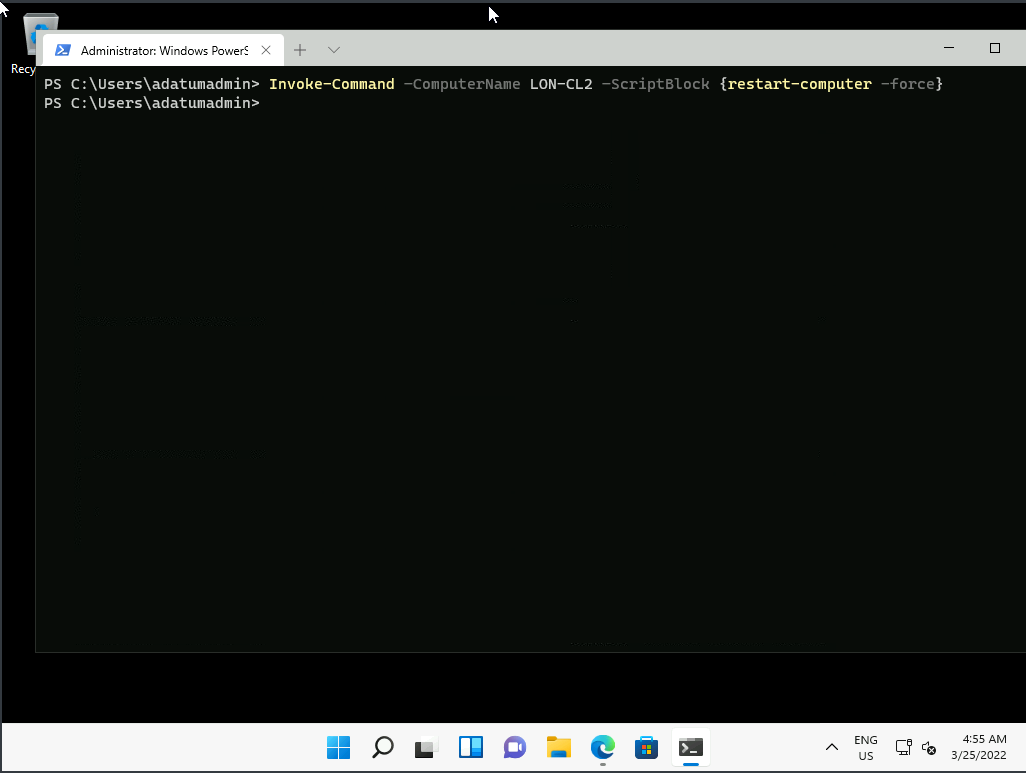 Recy
Administrator: Windows PowerS
PS C:\Users\adatumadmin> Invoke-Command -ComputerName LON-CL2 -ScriptBlock {restart-computer -force}
PS C:\Users\adatumadmin>
ENG
US
4:55 AM
3/25/2022